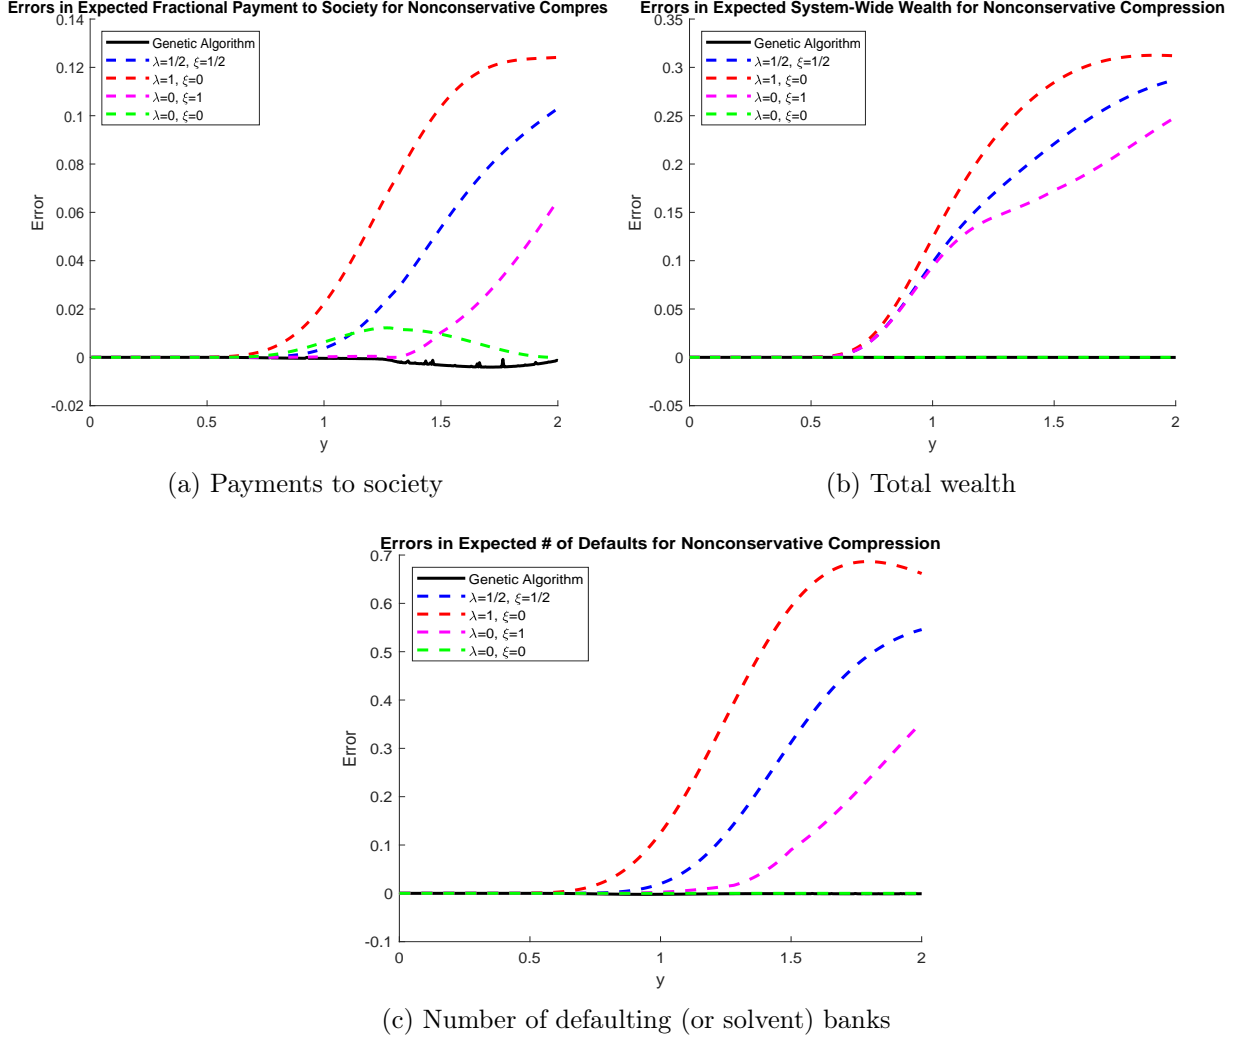 Errors in Expected Fractional Payment to Society for Nonconservative Compres
0.14
0.12
0.1
0.08
0.06
0.04
0.02
0
-0.02
Error
Genetic Algorithm
λ=1/2, ξ=1/2
λ=1, ξ=0
λ=0, ξ=1
λ=0, ξ=0
0 0.5 1 1.5 2
y
(a) Payments to society
Errors in Expected System-Wide Wealth for Nonconservative Compression
0.35
0.3
0.25
0.2
0.15
0.1
0.05
0
-0.05
Error
Genetic Algorithm
λ=1/2, ξ=1/2
λ=1, ξ=0
λ=0, ξ=1
λ=0, ξ=0
0 0.5 1 1.5 2
y
(b) Total wealth
Errors in Expected # of Defaults for Nonconservative Compression
0.7
0.6
0.5
0.4
0.3
0.2
0.1
0
-0.1
Error
Genetic Algorithm
λ=1/2, ξ=1/2
λ=1, ξ=0
λ=0, ξ=1
λ=0, ξ=0
0 0.5 1 1.5 2
y
(c) Number of defaulting (or solvent) banks